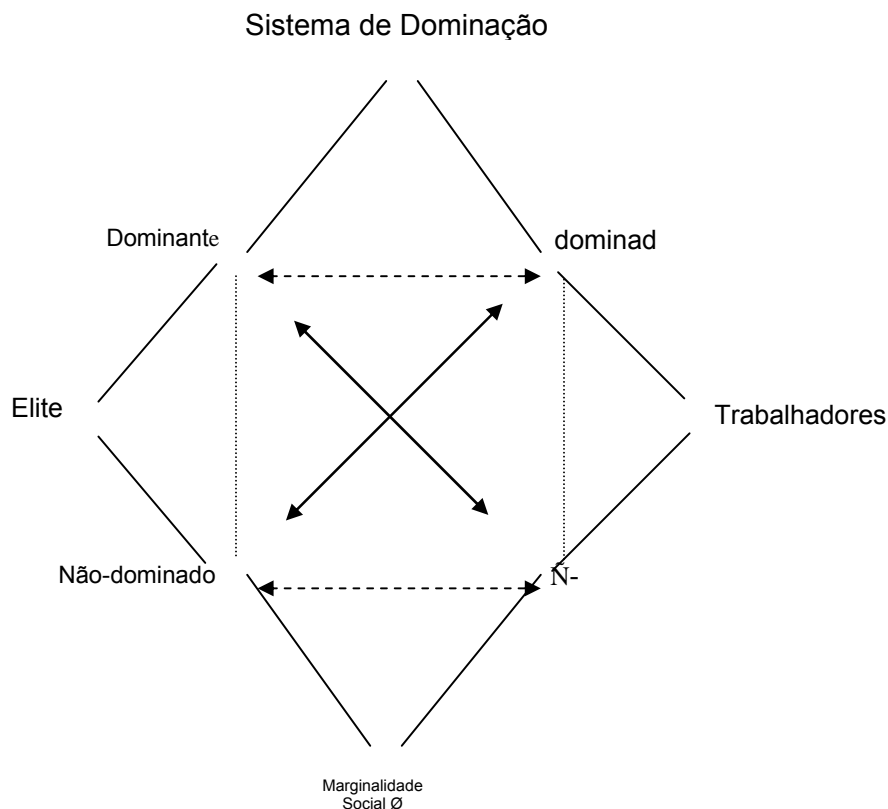 Sistema de Dominação
Dominante
dominad
Elite
Trabalhadores
Não-dominado
Ñ-
Marginalidade
Social Ø